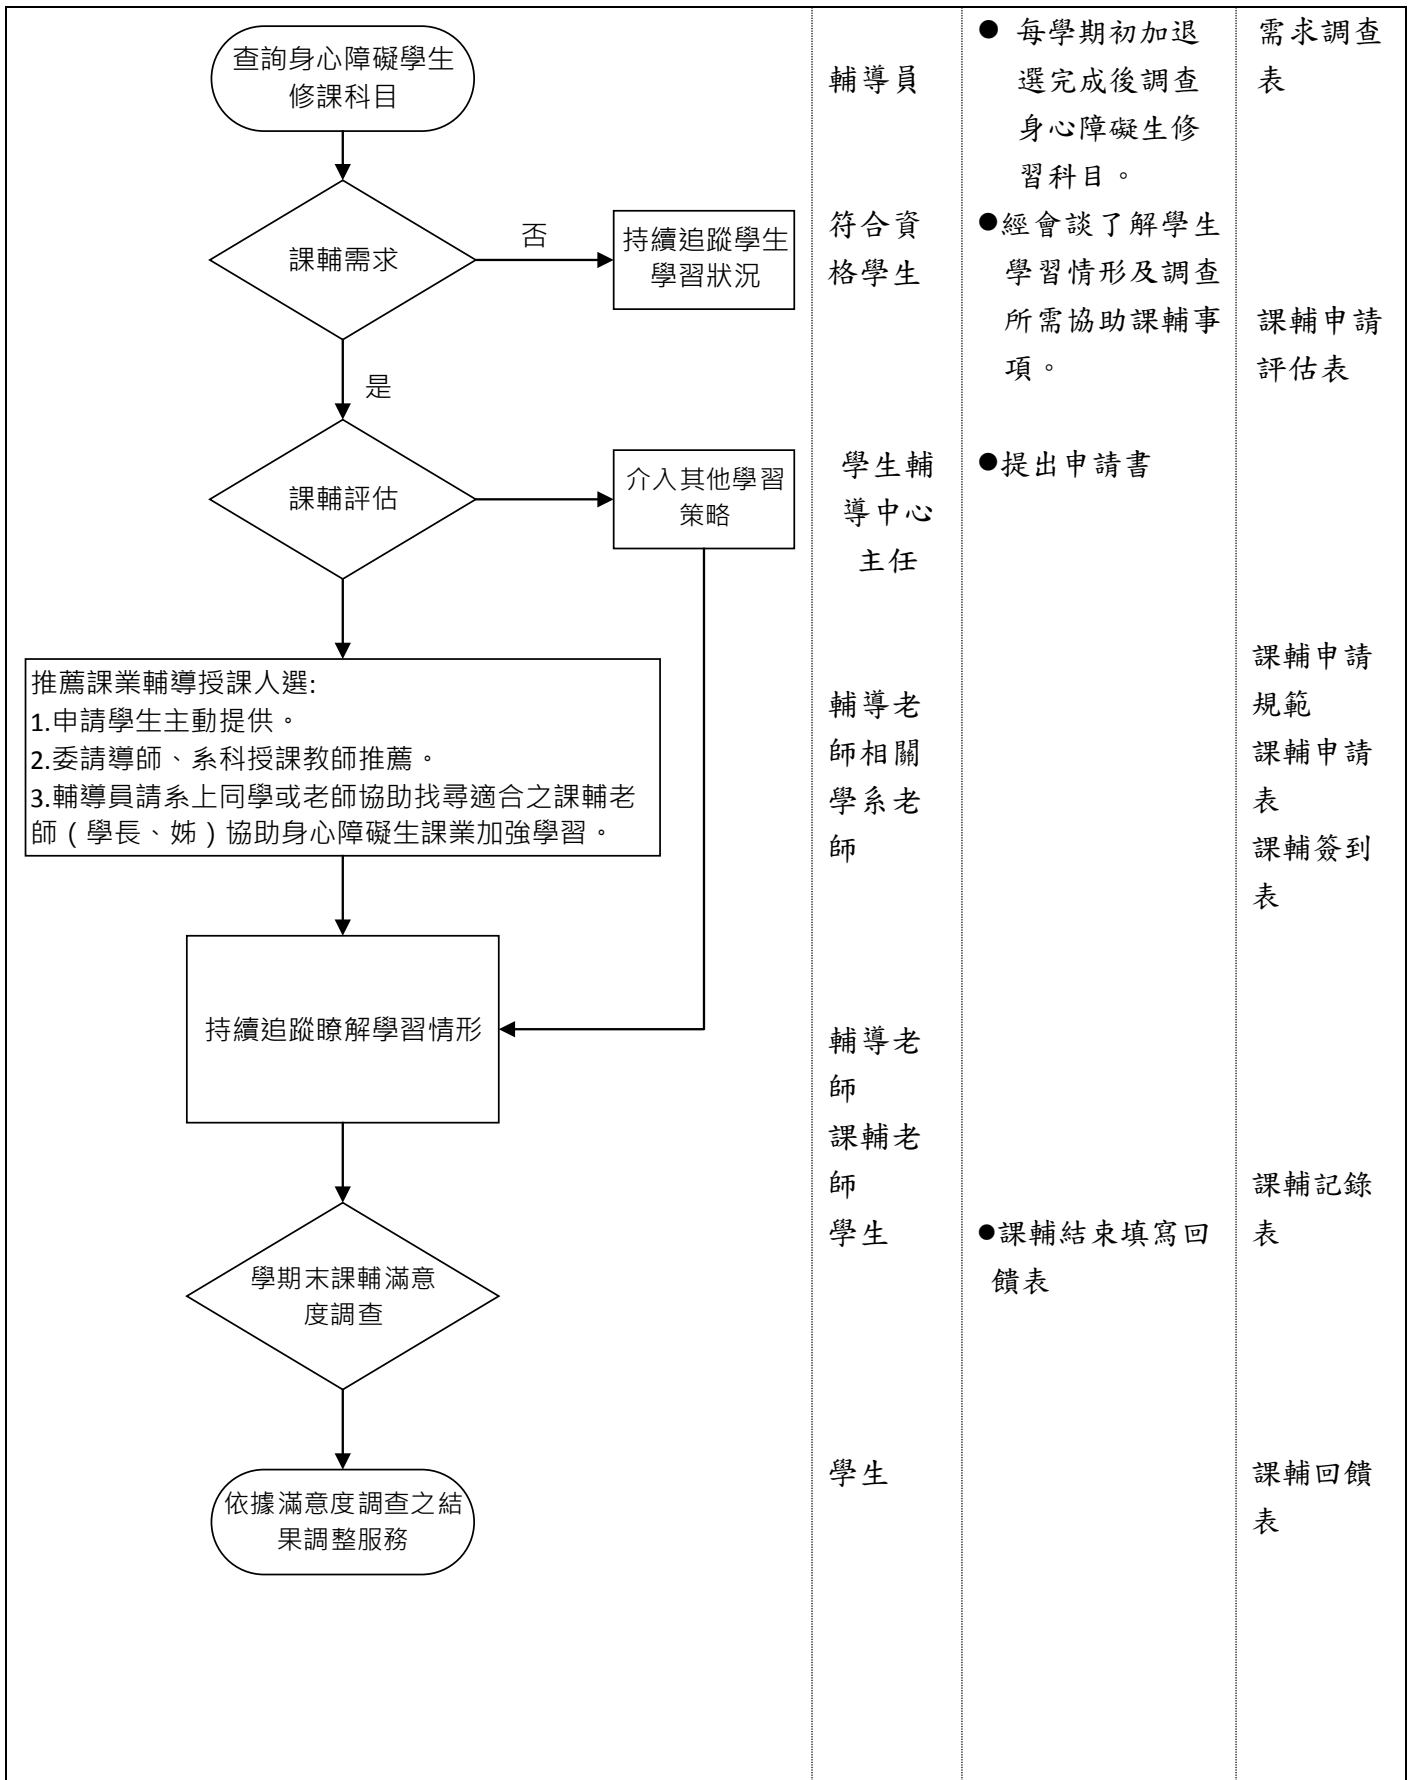 查詢身心障礙學生
修課科目
課輔需求
否
持續追蹤學生
學習狀況
是
課輔評估
介入其他學習
策略
推薦課業輔導授課人選:
1.申請學生主動提供。
2.委請導師、系科授課教師推薦。
3.輔導員請系上同學或老師協助找尋適合之課輔老
師（學長、姊）協助身心障礙生課業加強學習。
持續追蹤瞭解學習情形
學期末課輔滿意
度調查
依據滿意度調查之結
果調整服務
輔導員
符合資
格學生
學生輔
導中心
主任
輔導老
師相關
學系老
師
輔導老
師
課輔老
師
學生
學生
● 每學期初加退
選完成後調查
身心障礙生修
習科目。
●經會談了解學生
學習情形及調查
所需協助課輔事
項。
●提出申請書
●課輔結束填寫回
饋表
需求調查
表
課輔申請
評估表
課輔申請
規範
課輔申請
表
課輔簽到
表
課輔記錄
表
課輔回饋
表